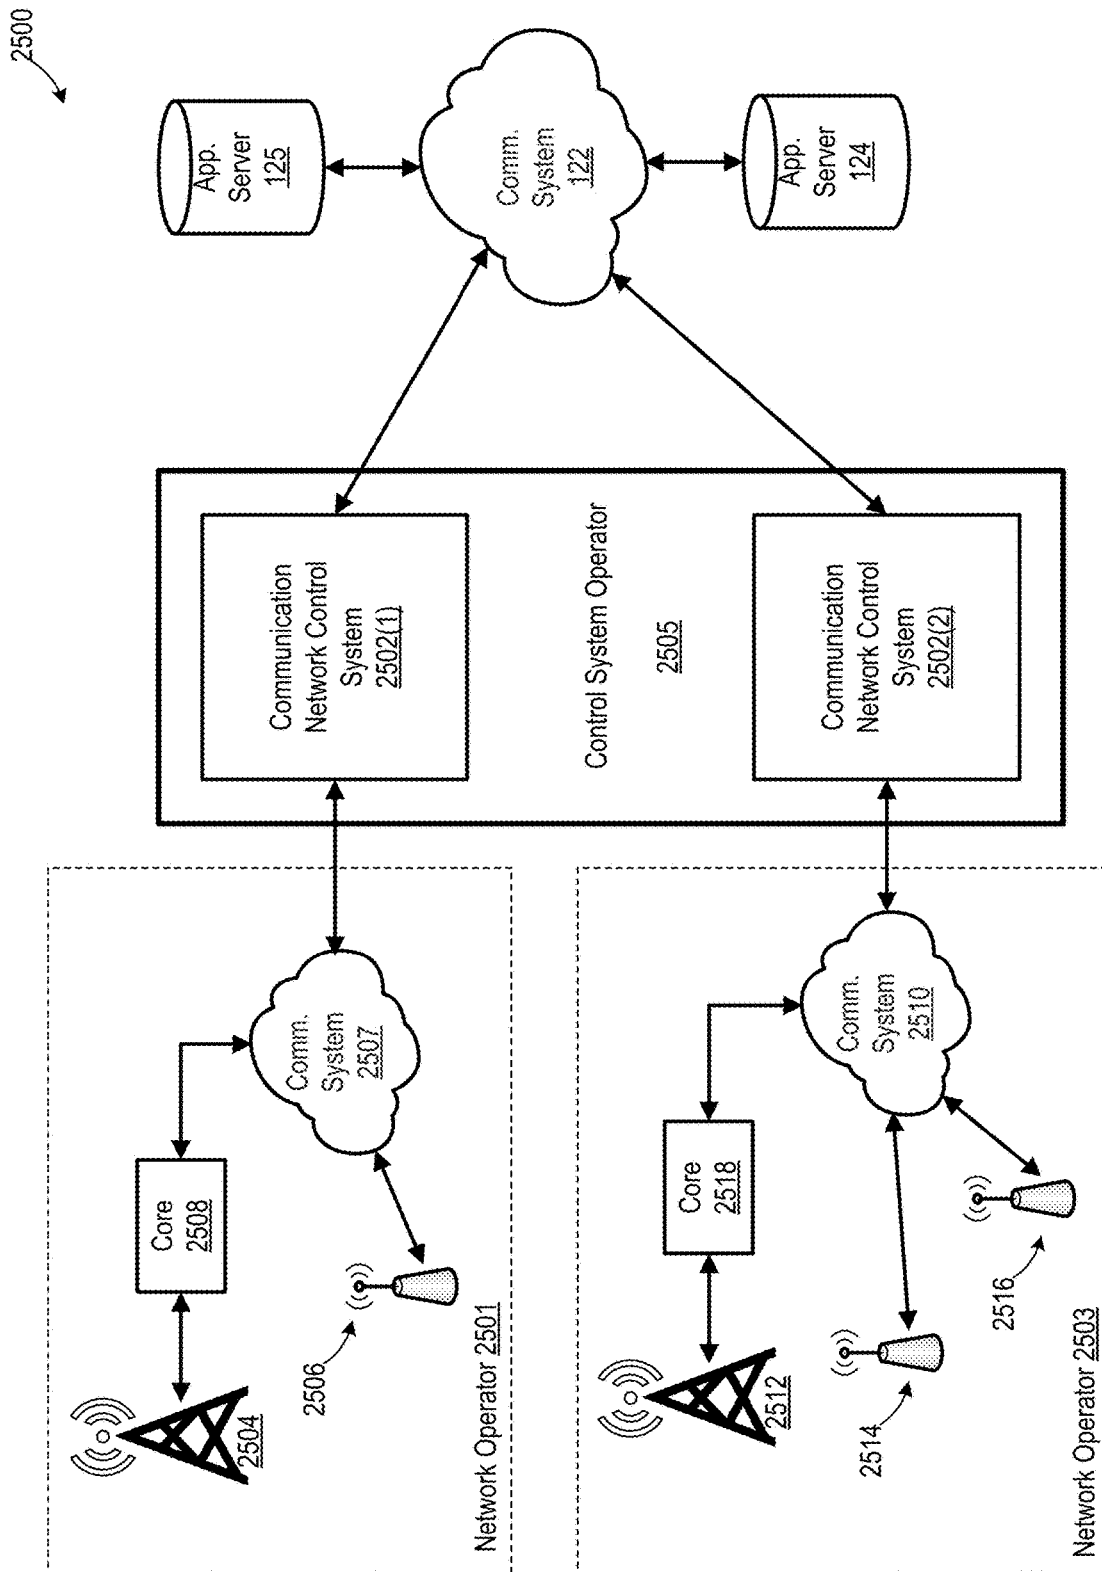 2500
App.
Server
125
Comm.
System
122
App.
Server
124
Communication
Network Control
System
2502(1)
Control System Operator
2505
Communication
Network Control
System
2502(2)
Comm.
System
2507
Core
2508
2504
2506
Network Operator 2501
Comm.
System
2510
Core
2518
2512
2514
2516
Network Operator 2503